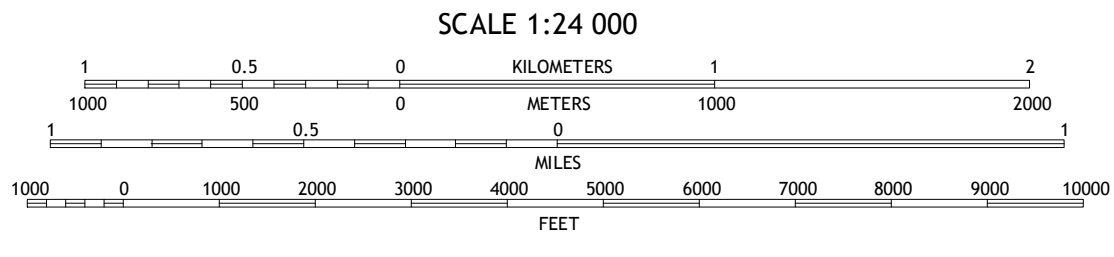 SCALE 1:24 000
1 0.5 0 KILOMETERS 1 2
1000 500 0 METERS 1000 2000
1 0.5 0 1
MILES
1000 0 1000 2000 3000 4000 5000 6000 7000 8000 9000 10000
FEET